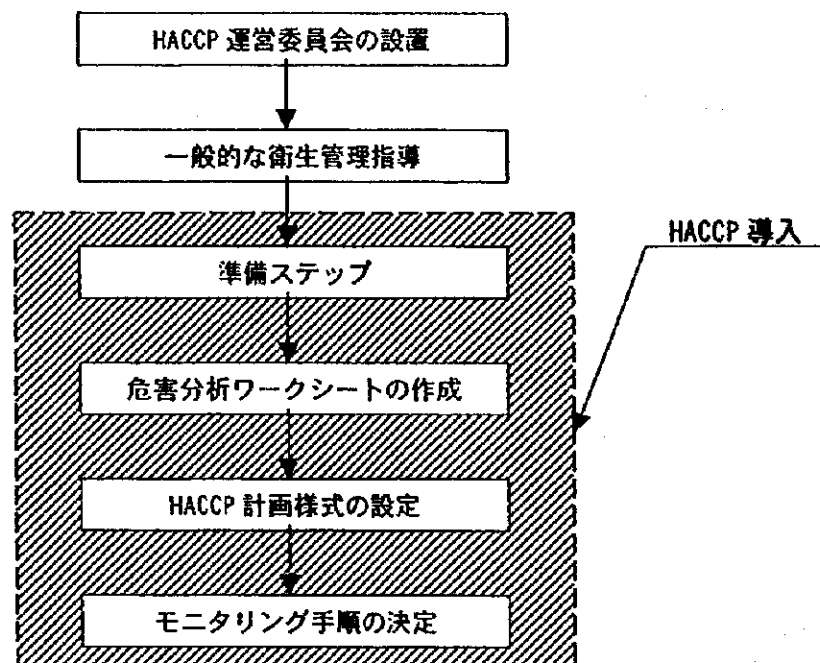 HACCP 運営委員会の設置
一般的な衛生管理指導
HACCP 導入
準備ステップ
危害分析ワークシートの作成
HACCP 計画様式の設定
モニタリング手順の決定